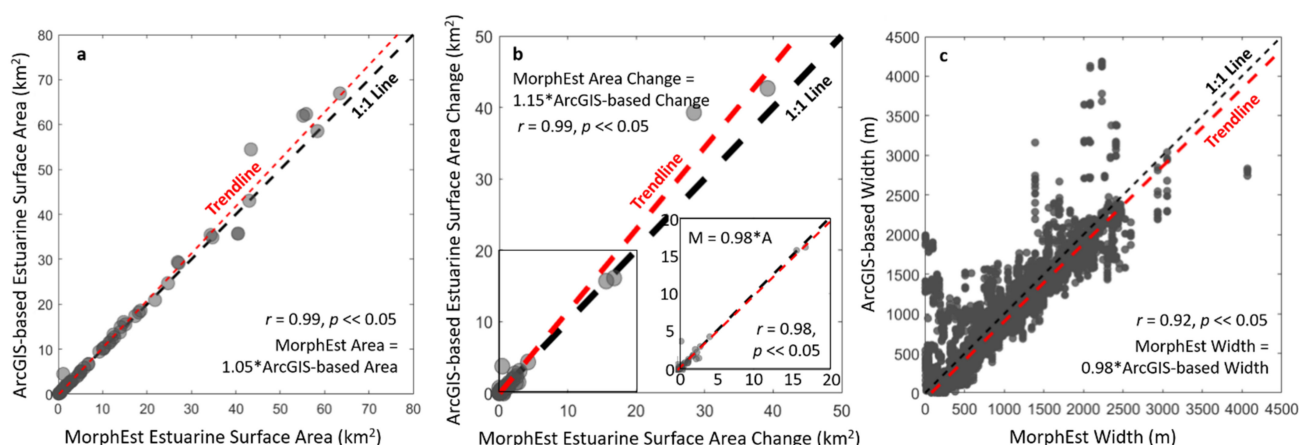 a
ArcGIS-based Estuarine Surface Area (km²)
80
70
60
50
40
30
20
10
0
1:1 Line
Trendline
r = 0.99, p << 0.05
MorphEst Area =
1.05*ArcGIS-based Area
0 10 20 30 40 50 60 70 80
MorphEst Estuarine Surface Area (km²)
b
ArcGIS-based Estuarine Surface Area Change (km²)
50
40
30
20
10
0
MorphEst Area Change =
1.15*ArcGIS-based Change
r = 0.99, p << 0.05
1:1 Line
Trendline
20
15
10
5
0
M = 0.98*A
r = 0.98,
p << 0.05
0 5 10 15 20
0 10 20 30 40 50
MorphEst Estuarine Surface Area Change (km²)
c
ArcGIS-based Width (m)
4500
4000
3500
3000
2500
2000
1500
1000
500
0
1:1 Line
Trendline
r = 0.92, p << 0.05
MorphEst Width =
0.98*ArcGIS-based Width
0 500 1000 1500 2000 2500 3000 3500 4000 4500
MorphEst Width (m)